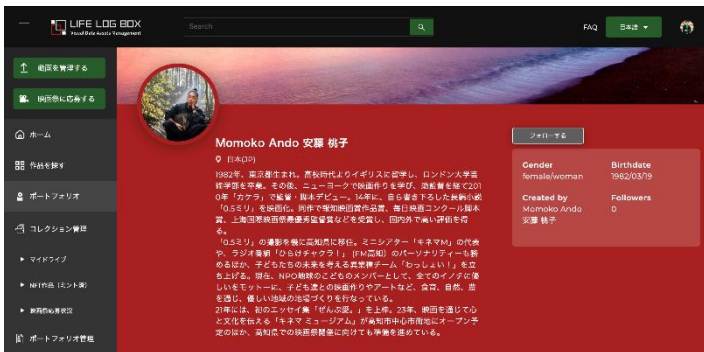 LIFE LOG BOX
Visual Data Assets Management
Search
FAQ
日本語
動画を管理する
映画祭に応募する
ホーム
作品を探す
ポートフォリオ
コレクション管理
マイドライブ
NFT作品（ミント済）
映画祭応募状況
ポートフォリオ管理
Momoko Ando 安藤 桃子
日本(JP)
1982年、東京都生まれ。高校時代よりイギリスに留学し、ロンドン大学芸
術学部を卒業。その後、ニューヨークで映画作りを学び、助監督を経て201
0年「カケラ」で監督・脚本デビュー。14年に、自ら書き下ろした長編小説
「0.5ミリ」を映画化。同作で報知映画賞作品賞、毎日映画コンクール脚本
賞、上海国際映画祭最優秀監督賞などを受賞し、国内外で高い評価を得
る。
「0.5ミリ」の撮影を機に高知県に移住。ミニシアター「キネマM」の代表
や、ラジオ番組「ひらけチャクラ！」（FM高知）のパーソナリティーも務
めるほか、子どもたちの未来を考える異業種チーム「わっしょい！」を立
ち上げる。現在、NPO地球のこどものメンバーとして、全てのイノチに優
しいをモットーに、子ども達との映画作りやアートなど、食育、自然、農
を通じ、優しい地域の地場づくりを行なっている。
21年には、初のエッセイ集「ぜんぶ愛。」を上梓。23年、映画を通じて心
と文化を伝える「キネマ ミュージアム」が高知市中心市街地にオープン予
定のほか、高知県での映画祭開催に向けても準備を進めている。
フォローする
Gender
female/woman
Birthdate
1982/03/19
Created by
Momoko Ando
安藤 桃子
Followers
0